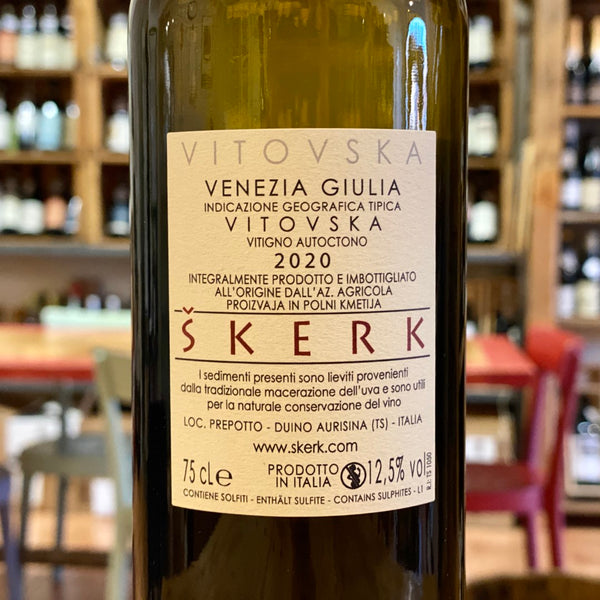 VITOVSKA
VENEZIA GIULIA
INDICAZIONE GEOGRAFICA TIPICA
VITOVSKA
VITIGNO AUTOCTONO
2020
INTEGRALMENTE PRODOTTO E IMBOTTIGLIATO
ALL'ORIGINE DALL'AZ. AGRICOLA
PROIZVAJA IN POLNI KMETIJA
ŠKERK
I sedimenti presenti sono lieviti provenienti
dalla tradizionale macerazione dell'uva e sono utili
per la naturale conservazione del vino
LOC. PREPOTTO - DUINO AURISINA (TS) - ITALIA
www.skerk.com
75 cl e PRODOTTO IN ITALIA 12,5% VOl
CONTIENE SOLFITI - ENTHÄLT SULFITE - CONTAINS SULPHITES - L1
R.I. TS 1050